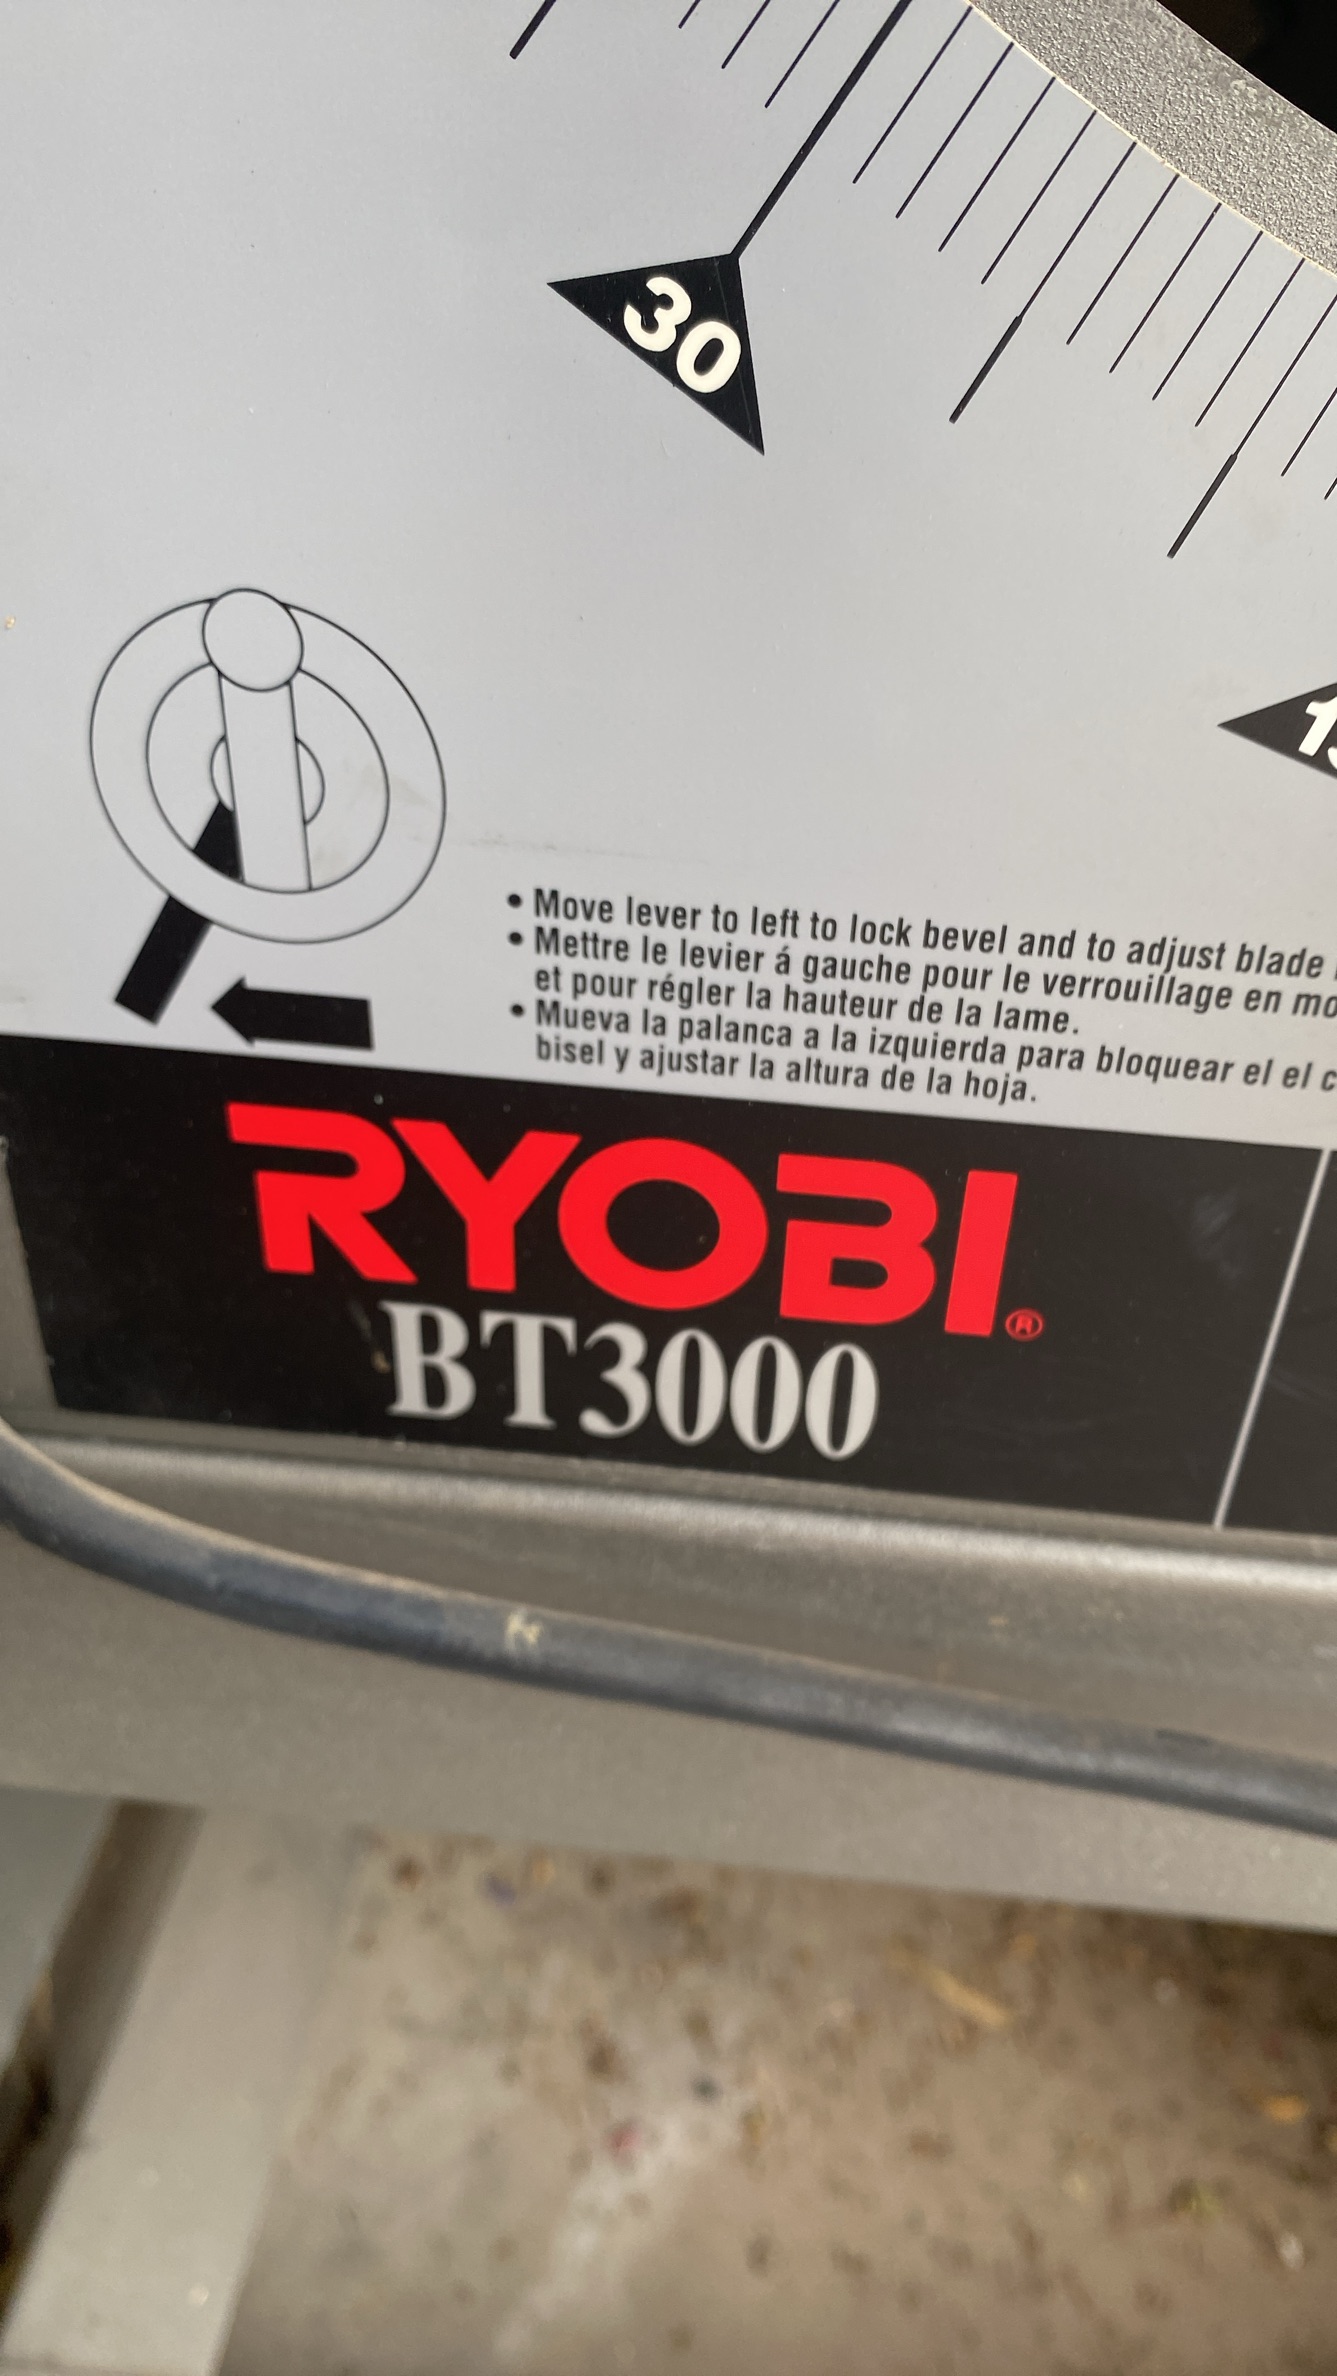 30
• Move lever to left to lock bevel and to adjust blade
• Mettre le levier á gauche pour le verrouillage en
et pour régler la hauteur de la lame.
• Mueva la palanca a la izquierda para bloquear el el
bisel y ajustar la altura de la hoja.
RYOBI®
BT3000